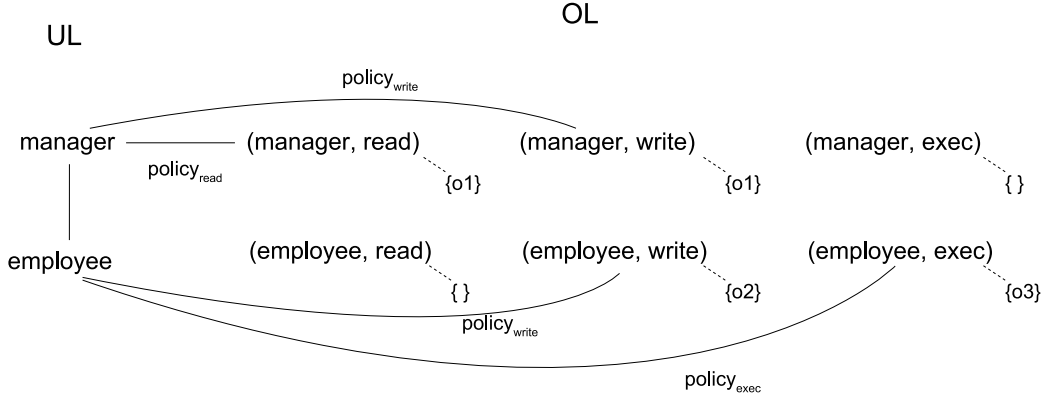 UL
OL
policy_write
manager
(manager, read)
(manager, write)
(manager, exec)
policy_read
{o1}
{o1}
{ }
employee
(employee, read)
(employee, write)
(employee, exec)
{ }
{o2}
{o3}
policy_write
policy_exec